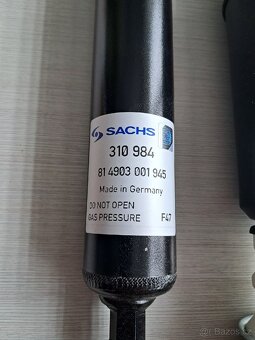 SACHS
310 984
81 4903 001 945
Made in Germany
DO NOT OPEN
GAS PRESSURE F47